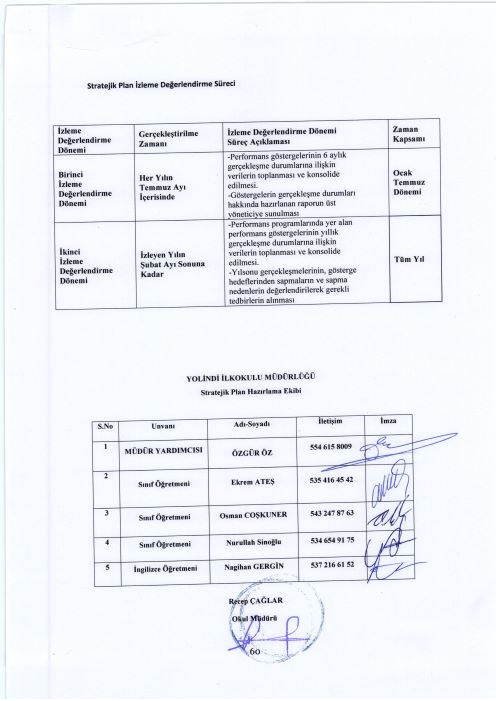 Stratejik Plan İzleme Değerlendirme Süreci
İzleme
Değerlendirme
Dönemi
Gerçekleştirilme
Zamanı
İzleme Değerlendirme Dönemi
Süreç Açıklaması
Zaman
Kapsamı
Birinci
İzleme
Değerlendirme
Dönemi
Her Yılın
Temmuz Ayı
İçerisinde
-Performans göstergelerinin 6 aylık
gerçekleşme durumlarına ilişkin
verilerin toplanması ve konsolide
edilmesi.
-Göstergelerin gerçekleşme durumları
hakkında hazırlanan raporun üst
yöneticiye sunulması
Ocak
Temmuz
Dönemi
İkinci
İzleme
Değerlendirme
Dönemi
İzleyen Yılın
Şubat Ayı Sonuna
Kadar
-Performans programlarında yer alan
performans göstergelerinin yıllık
gerçekleşme durumlarına ilişkin
verilerin toplanması ve konsolide
edilmesi.
-Yılsonu gerçekleşmelerinin, gösterge
hedeflerinden sapmaların ve sapma
nedenlerin değerlendirilerek gerekli
tedbirlerin alınması
Tüm Yıl
YOLİNDİ İLKOKULU MÜDÜRLÜĞÜ
Stratejik Plan Hazırlama Ekibi
S.No Unvanı Adı-Soyadı İletişim İmza
1 MÜDÜR YARDIMCISI ÖZGÜR ÖZ 554 615 8009
2 Sınıf Öğretmeni Ekrem ATEŞ 535 416 45 42
3 Sınıf Öğretmeni Osman COŞKUNER 543 247 87 63
4 Sınıf Öğretmeni Nurullah Sinoğlu 534 654 91 75
5 İngilizce Öğretmeni Nagihan GERGİN 537 216 61 52
Recep ÇAĞLAR
Okul Müdürü
60